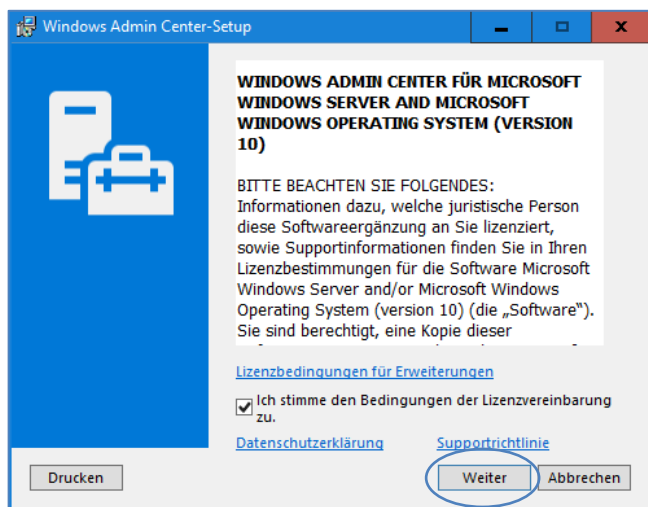 Windows Admin Center-Setup
WINDOWS ADMIN CENTER FÜR MICROSOFT
WINDOWS SERVER AND MICROSOFT
WINDOWS OPERATING SYSTEM (VERSION
10)
BITTE BEACHTEN SIE FOLGENDES:
Informationen dazu, welche juristische Person
diese Softwareergänzung an Sie lizenziert,
sowie Supportinformationen finden Sie in Ihren
Lizenzbestimmungen für die Software Microsoft
Windows Server and/or Microsoft Windows
Operating System (version 10) (die „Software“).
Sie sind berechtigt, eine Kopie dieser
Lizenzbedingungen für Erweiterungen
Ich stimme den Bedingungen der Lizenzvereinbarung
zu.
Datenschutzerklärung Supportrichtlinie
Drucken Weiter Abbrechen